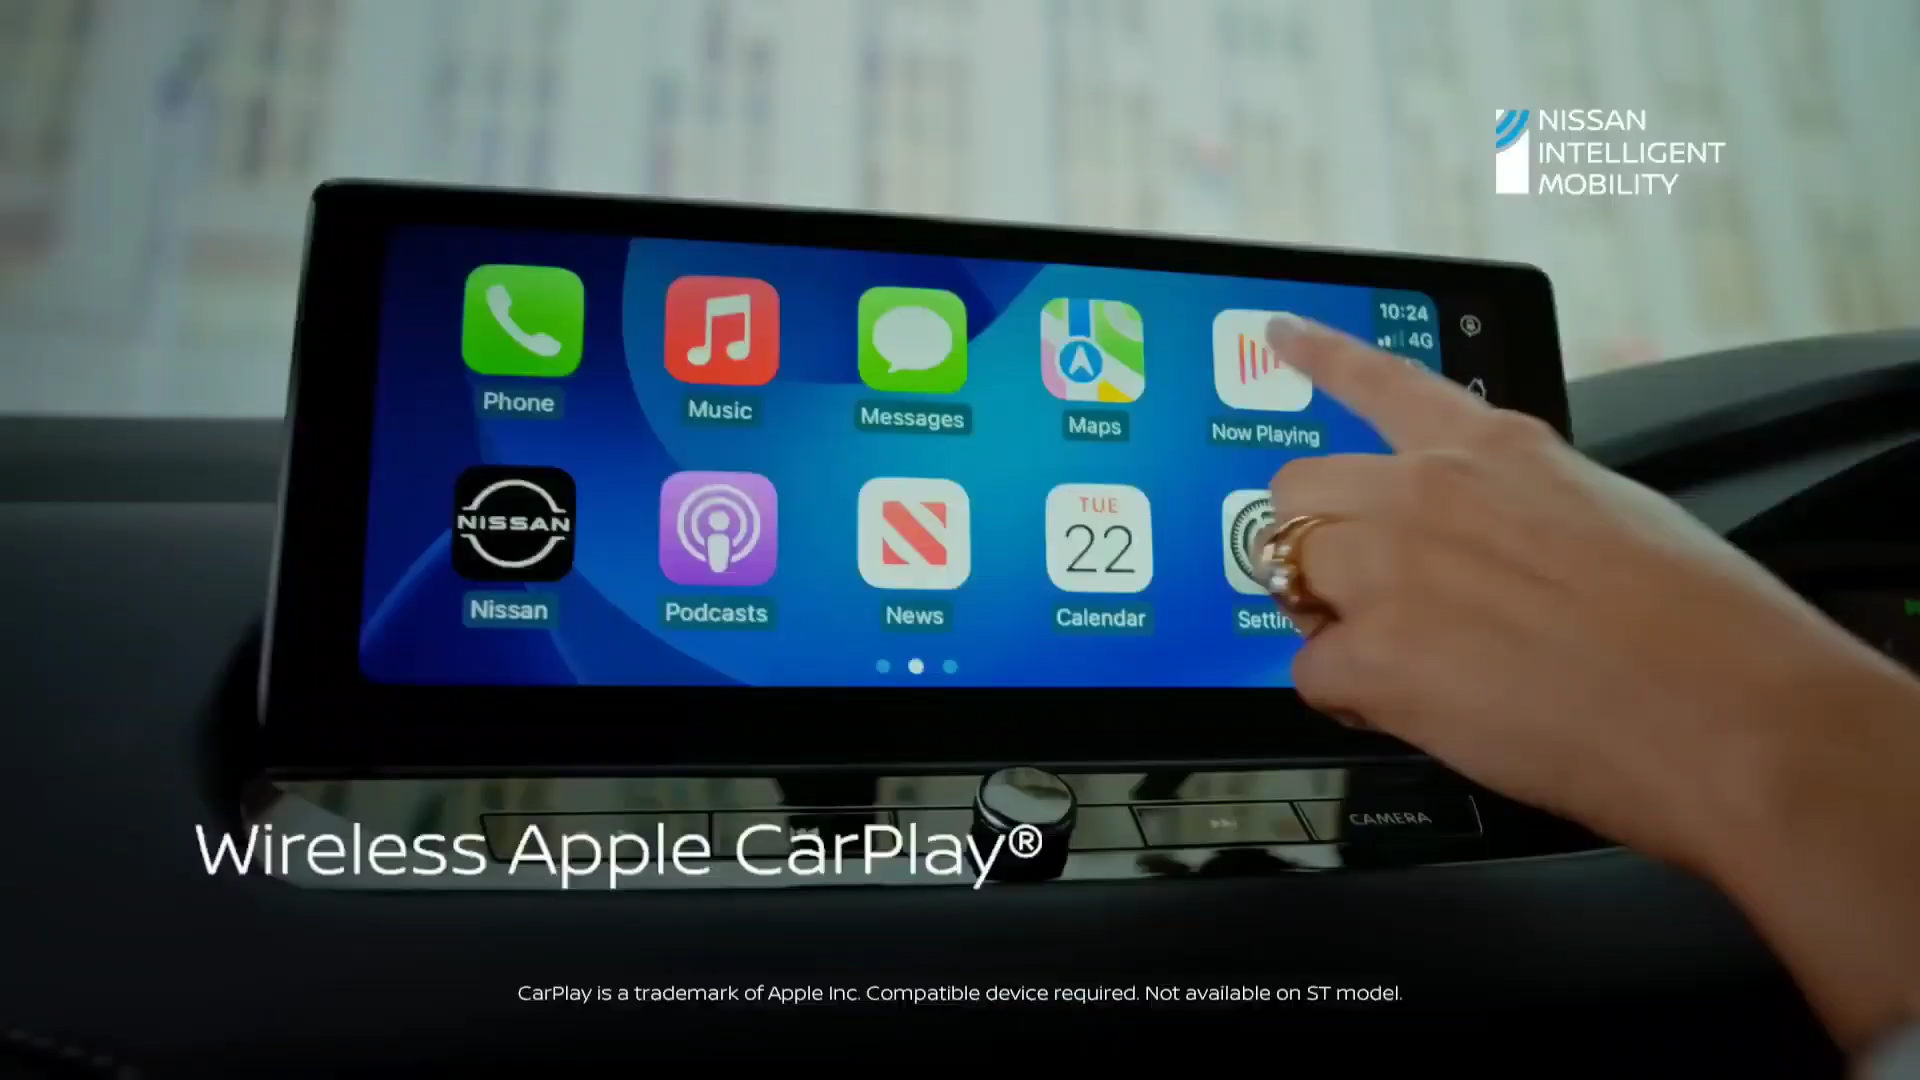 NISSAN
INTELLIGENT
MOBILITY
10:24
4G
Phone
Music
Messages
Maps
Now Playing
NISSAN
TUE
22
Nissan
Podcasts
News
Calendar
CAMERA
Wireless Apple CarPlay®
CarPlay is a trademark of Apple Inc. Compatible device required. Not available on ST model.